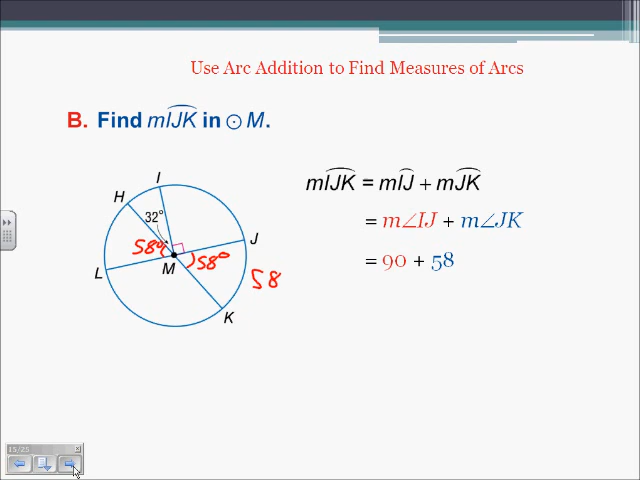 Use Arc Addition to Find Measures of Arcs
B. Find mIJK in ⊙ M.
I
H
32°
J
58°
58°
L
M
58
K
mIJK = mIJ + mJK
= m∠IJ + m∠JK
= 90 + 58
15/25